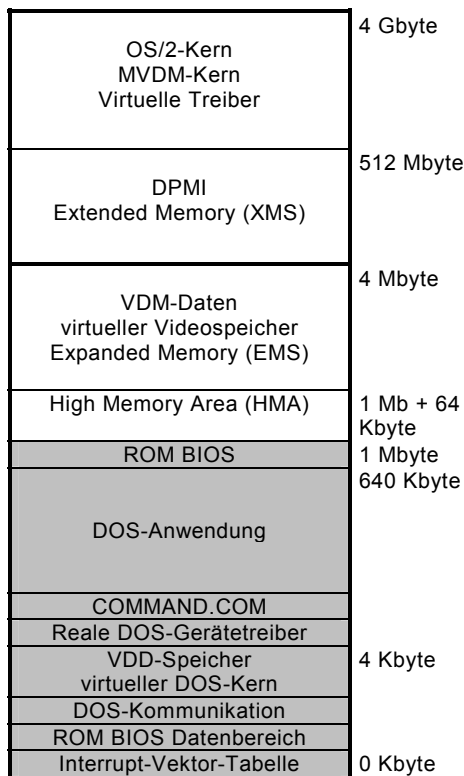 4 Gbyte
OS/2-Kern
MVDM-Kern
Virtuelle Treiber
512 Mbyte
DPMI
Extended Memory (XMS)
4 Mbyte
VDM-Daten
virtueller Videospeicher
Expanded Memory (EMS)
High Memory Area (HMA)
1 Mb + 64
Kbyte
ROM BIOS
1 Mbyte
640 Kbyte
DOS-Anwendung
COMMAND.COM
Reale DOS-Gerätetreiber
VDD-Speicher
4 Kbyte
virtueller DOS-Kern
DOS-Kommunikation
ROM BIOS Datenbereich
Interrupt-Vektor-Tabelle
0 Kbyte